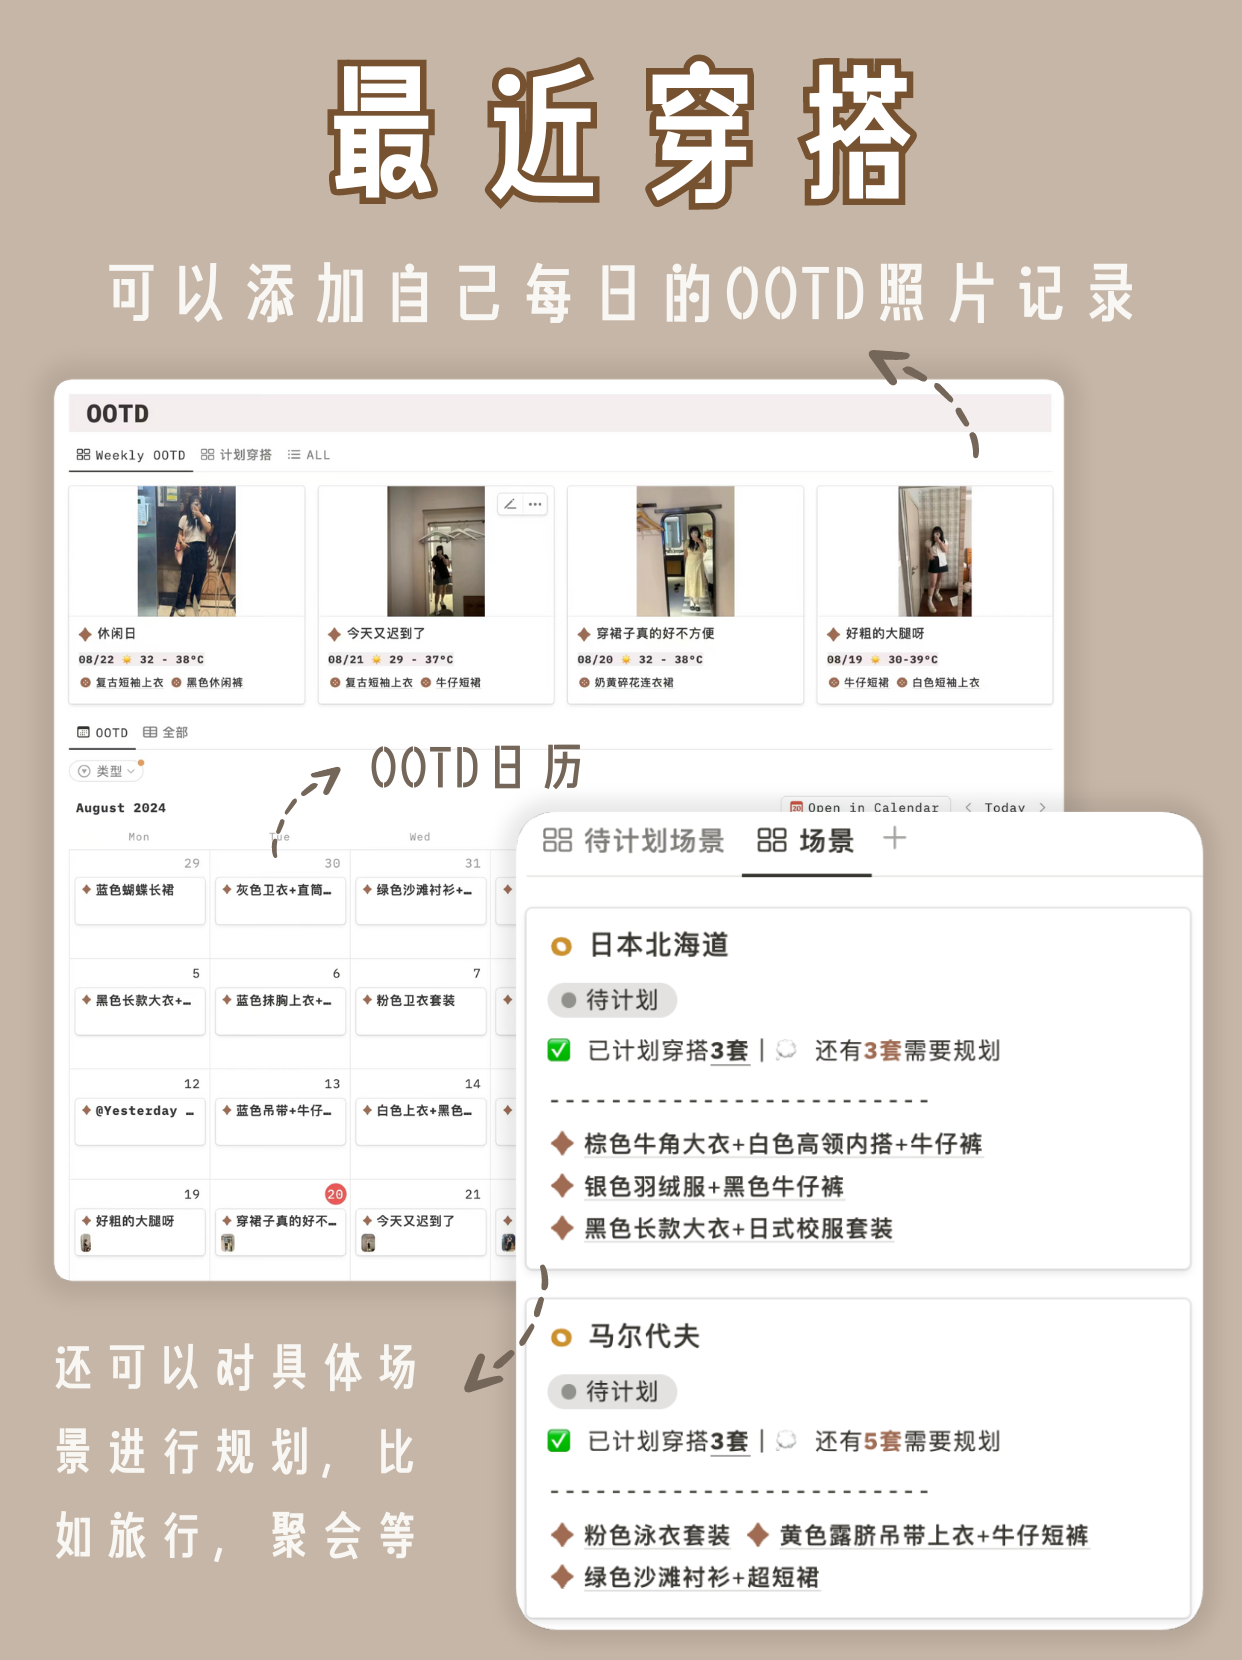 最近穿搭
可以添加自己每日的OOTD照片记录
OOTD
Weekly OOTD 计划穿搭 ALL
休闲日 今天又迟到了 穿裙子真的好不方便 好粗的大腿呀
08/22 32 - 38°C 08/21 29 - 37°C 08/20 32 - 38°C 08/19 30-39°C
复古短袖上衣 黑色休闲裤 复古短袖上衣 牛仔短裙 奶黄碎花连衣裙 牛仔短裙 白色短袖上衣
OOTD 全部
OOTD日历
类型
August 2024 Open in Calendar Today
Mon Tue Wed
29 30 31
蓝色蝴蝶长裙 灰色卫衣+直筒… 绿色沙滩衬衫+…
5 6 7
黑色长款大衣+… 蓝色抹胸上衣+… 粉色卫衣套装
12 13 14
@Yesterday … 蓝色吊带+牛仔… 白色上衣+黑色…
19 20 21
好粗的大腿呀 穿裙子真的好不… 今天又迟到了
待计划场景 场景
日本北海道
待计划
已计划穿搭3套 | 还有3套需要规划
-------------------------
棕色牛角大衣+白色高领内搭+牛仔裤
银色羽绒服+黑色牛仔裤
黑色长款大衣+日式校服套装
马尔代夫
待计划
已计划穿搭3套 | 还有5套需要规划
-------------------------
粉色泳衣套装 黄色露脐吊带上衣+牛仔短裤
绿色沙滩衬衫+超短裙
还可以对具体场
景进行规划，比
如旅行，聚会等